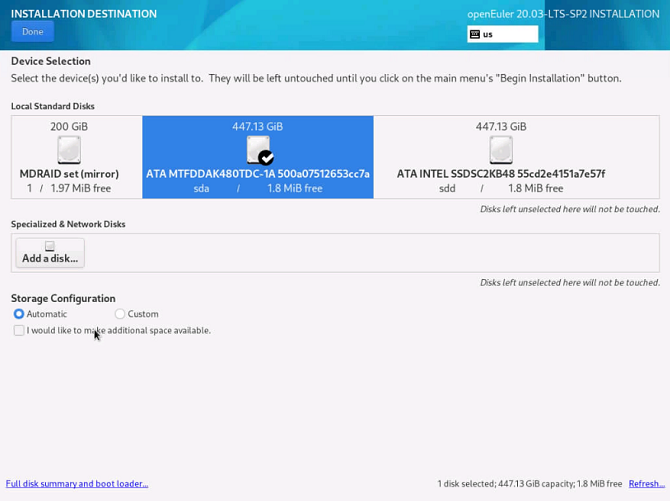 INSTALLATION DESTINATION
openEuler 20.03-LTS-SP2 INSTALLATION
Done
us
Device Selection
Select the device(s) you'd like to install to. They will be left untouched until you click on the main menu's "Begin Installation" button.
Local Standard Disks
200 GiB
MDRAID set (mirror)
1 / 1.97 MiB free
447.13 GiB
ATA MTFDDAK480TDC-1A 500a07512653cc7a
sda / 1.8 MiB free
447.13 GiB
ATA INTEL SSDSC2KB48 55cd2e4151a7e57f
sdd / 1.8 MiB free
Disks left unselected here will not be touched.
Specialized & Network Disks
Add a disk...
Disks left unselected here will not be touched.
Storage Configuration
Automatic
Custom
I would like to make additional space available.
Full disk summary and boot loader...
1 disk selected; 447.13 GiB capacity; 1.8 MiB free
Refresh...